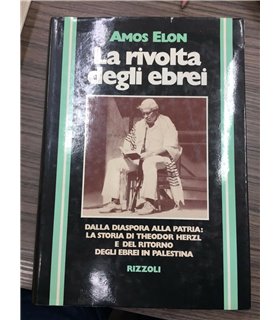 AMOS ELON
La rivolta
degli ebrei
DALLA DIASPORA ALLA PATRIA:
LA STORIA DI THEODOR HERZL
E DEL RITORNO
DEGLI EBREI IN PALESTINA
RIZZOLI